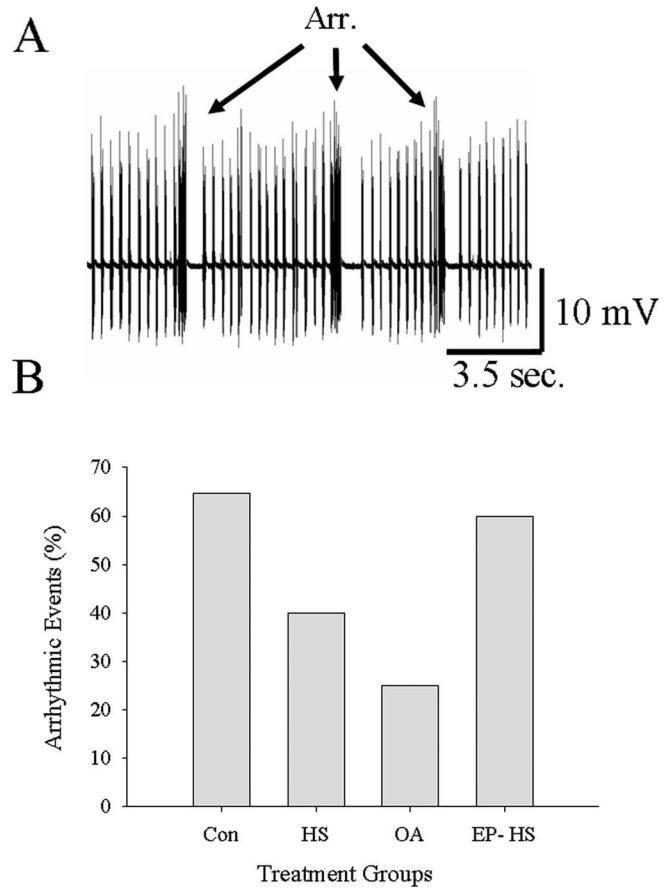 A
Arr.
10 mV
3.5 sec.
B
Arrhythmic Events (%)
70
60
50
40
30
20
10
0
Con HS OA EP- HS
Treatment Groups